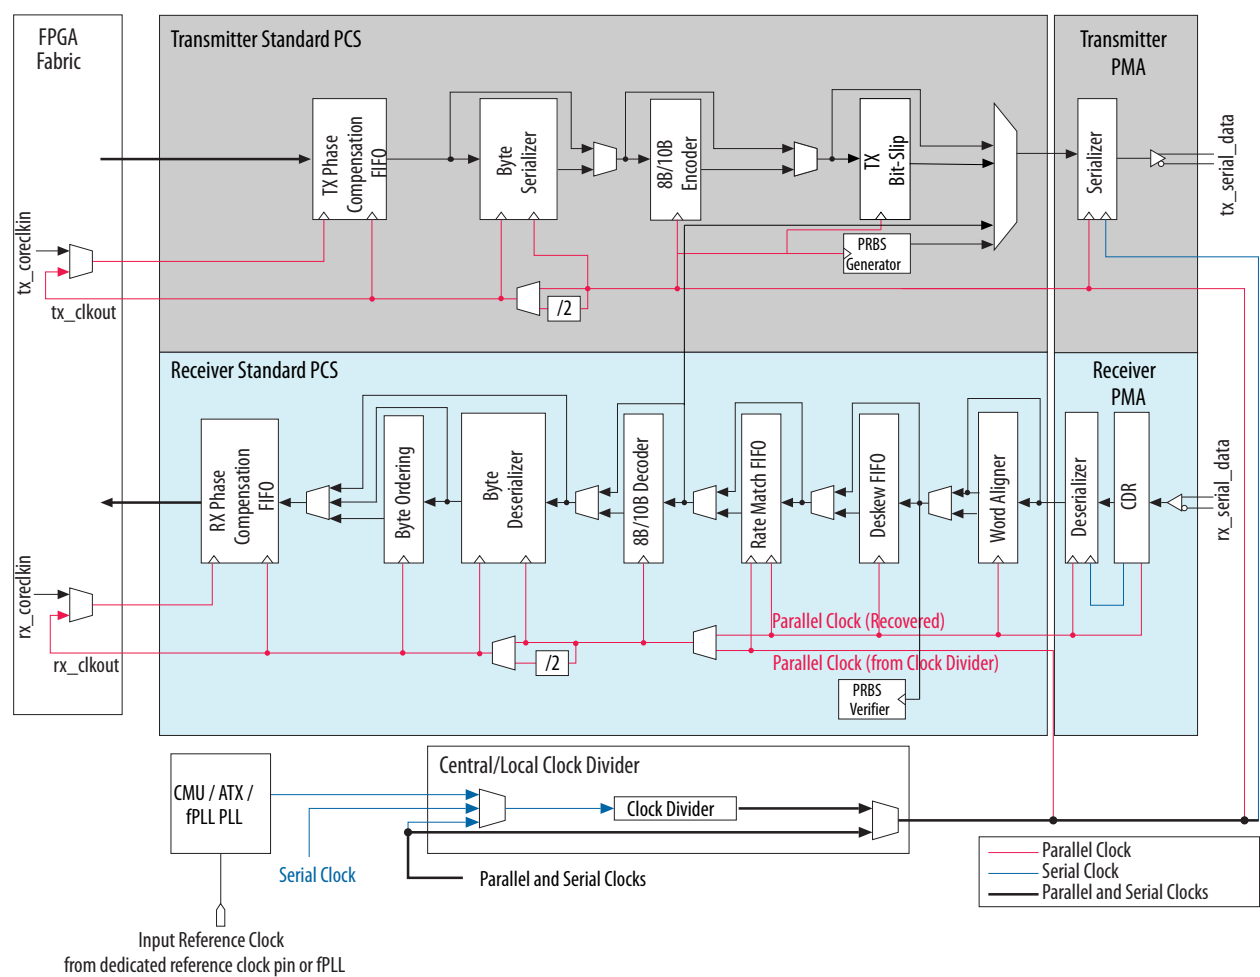 FPGA
Fabric
Transmitter Standard PCS
Transmitter
PMA
TX Phase
Compensation
FIFO
Byte
Serializer
8B/10B
Encoder
TX
Bit-Slip
Serializer
tx_serial_data
tx_coreclkin
PRBS
Generator
/2
tx_clkout
Receiver Standard PCS
Receiver
PMA
RX Phase
Compensation
FIFO
Byte Ordering
Byte
Deserializer
8B/10B Decoder
Rate Match FIFO
Deskew FIFO
Word Aligner
Deserializer
CDR
rx_serial_data
rx_coreclkin
Parallel Clock (Recovered)
rx_clkout
/2
Parallel Clock (from Clock Divider)
PRBS
Verifier
Central/Local Clock Divider
CMU / ATX /
fPLL PLL
Clock Divider
Serial Clock
Parallel and Serial Clocks
Parallel Clock
Serial Clock
Parallel and Serial Clocks
Input Reference Clock
from dedicated reference clock pin or fPLL